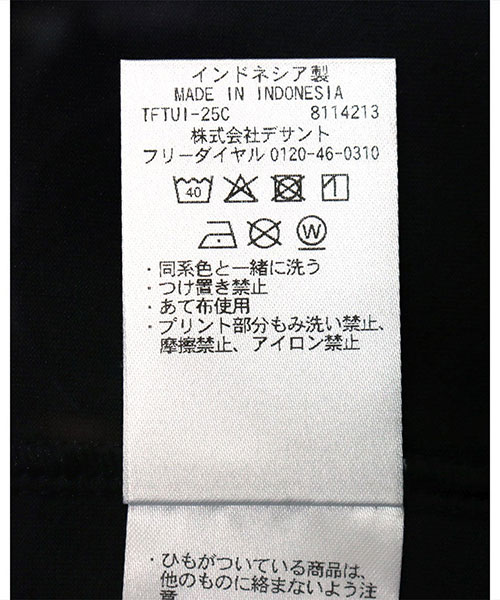 インドネシア製
MADE IN INDONESIA
TFTUI-25C 8114213
株式会社デサント
フリーダイヤル 0120-46-0310
40
W
・同系色と一緒に洗う
・つけ置き禁止
・あて布使用
・プリント部分もみ洗い禁止、
摩擦禁止、アイロン禁止
・ひもがついている商品は、
他のものに絡まないよう注
意